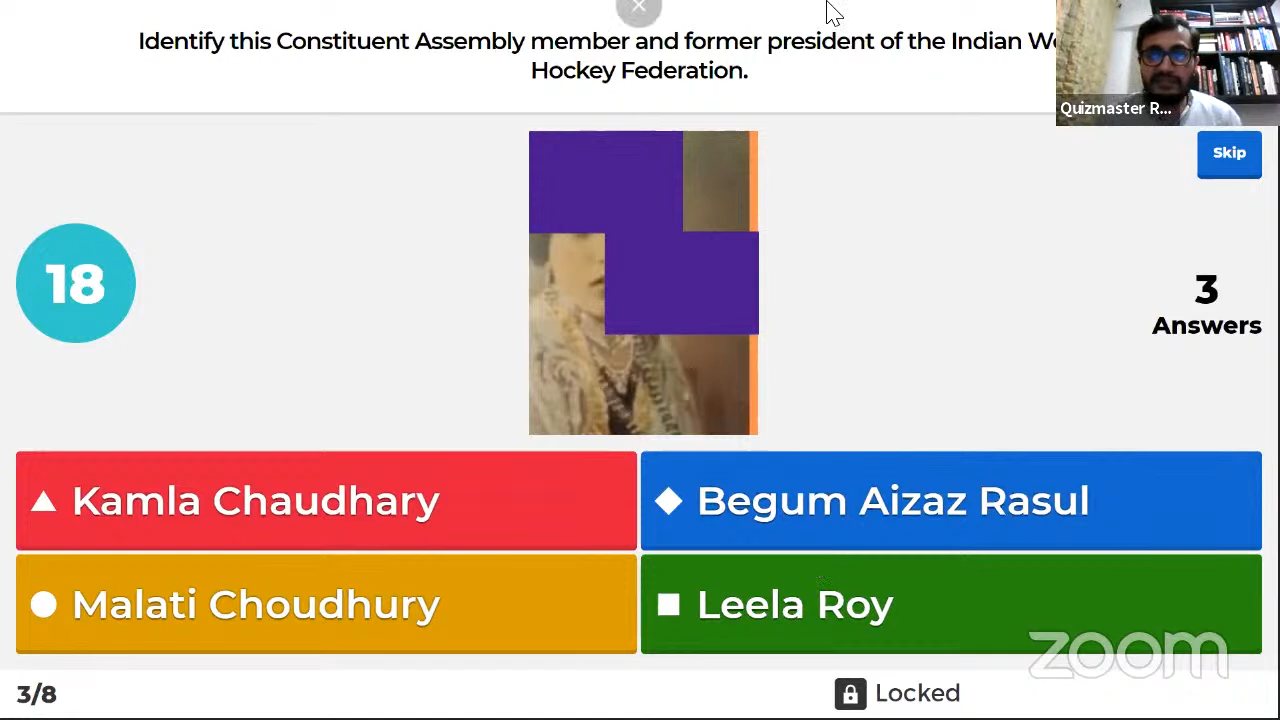 Identify this Constituent Assembly member and former president of the Indian
Hockey Federation.
Quizmaster R...
Skip
18
3
Answers
Kamla Chaudhary
Begum Aizaz Rasul
Malati Choudhury
Leela Roy
zoom
3/8
Locked